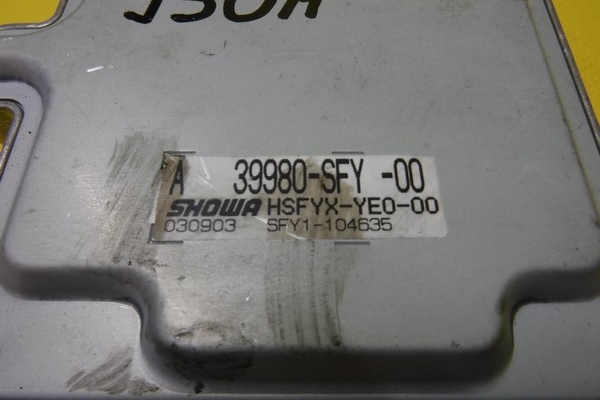 A 39980-SFY -00
SHOWA HSFYX-YE0-00
030903 SFY1-104635